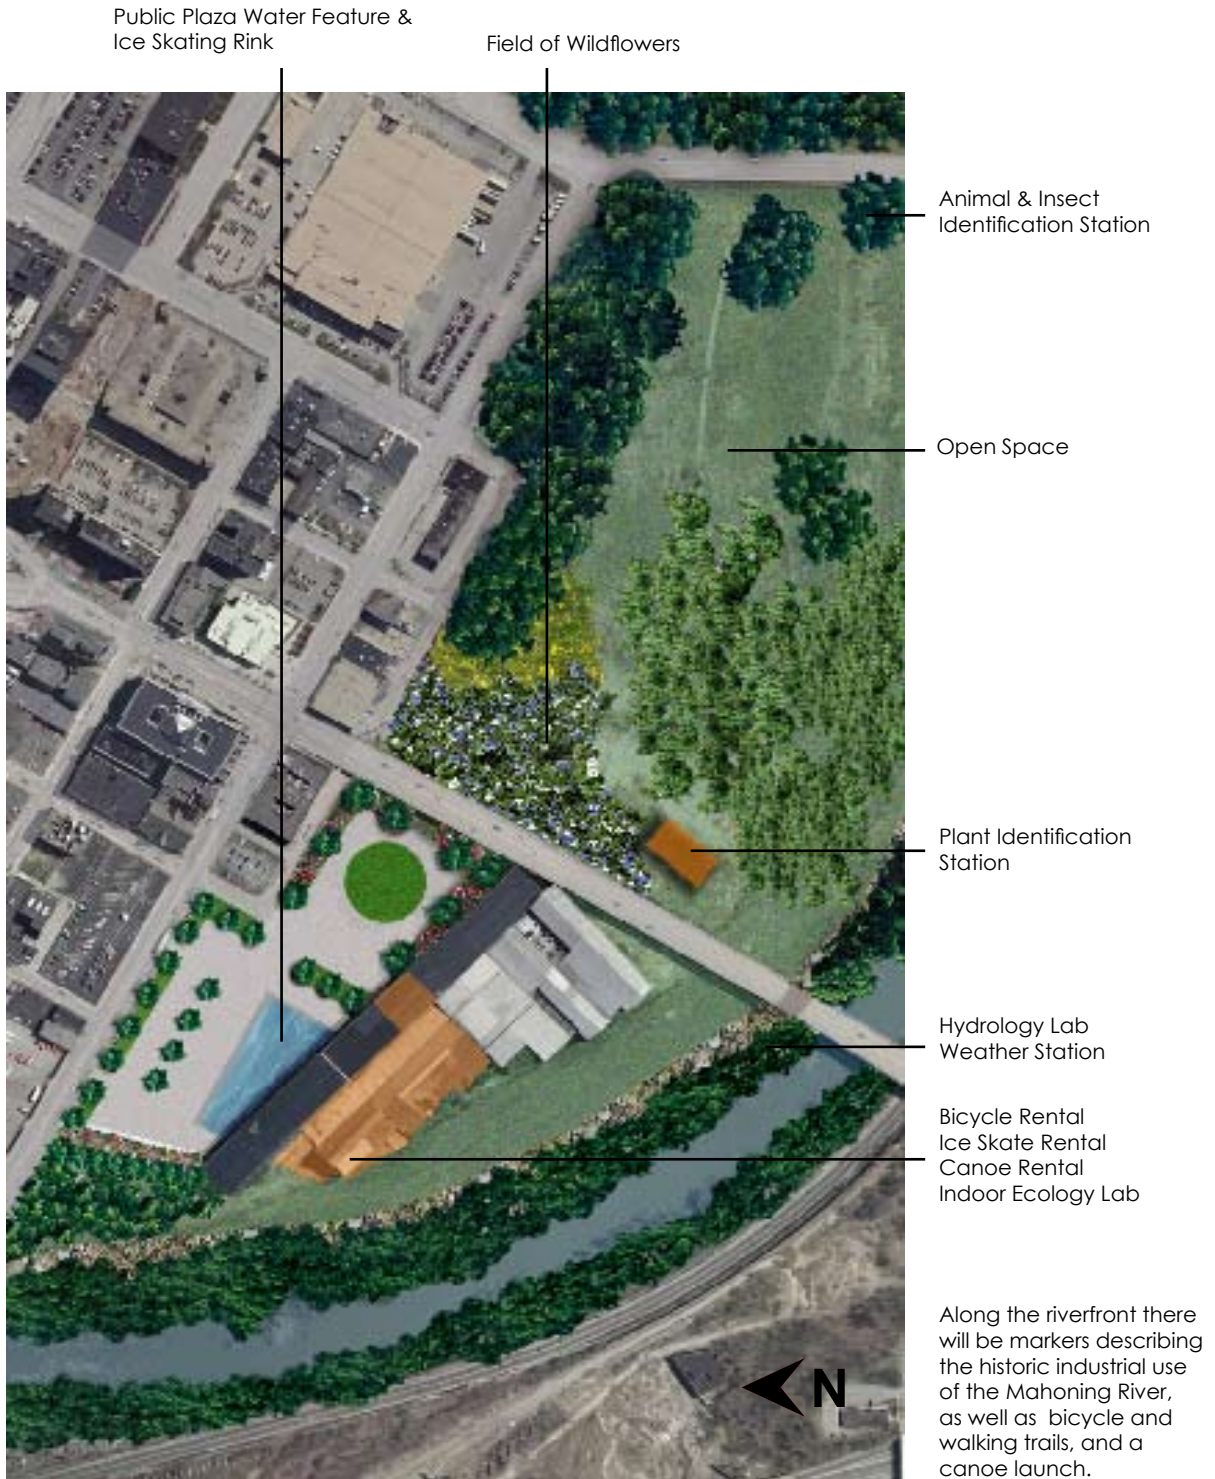 Public Plaza Water Feature &
Ice Skating Rink
Field of Wildflowers
Animal & Insect
Identification Station
Open Space
Plant Identification
Station
Hydrology Lab
Weather Station
Bicycle Rental
Ice Skate Rental
Canoe Rental
Indoor Ecology Lab
Along the riverfront there
will be markers describing
the historic industrial use
of the Mahoning River,
as well as bicycle and
walking trails, and a
canoe launch.
N